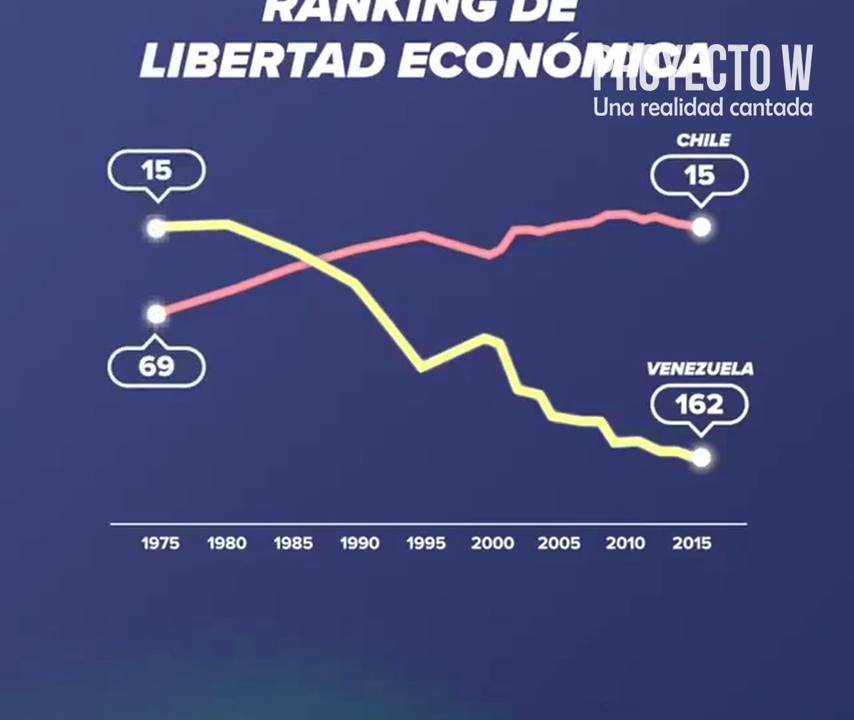 RANKING DE
LIBERTAD ECONÓMICA
PROYECTO W
Una realidad cantada
CHILE
15
15
69
VENEZUELA
162
1975 1980 1985 1990 1995 2000 2005 2010 2015